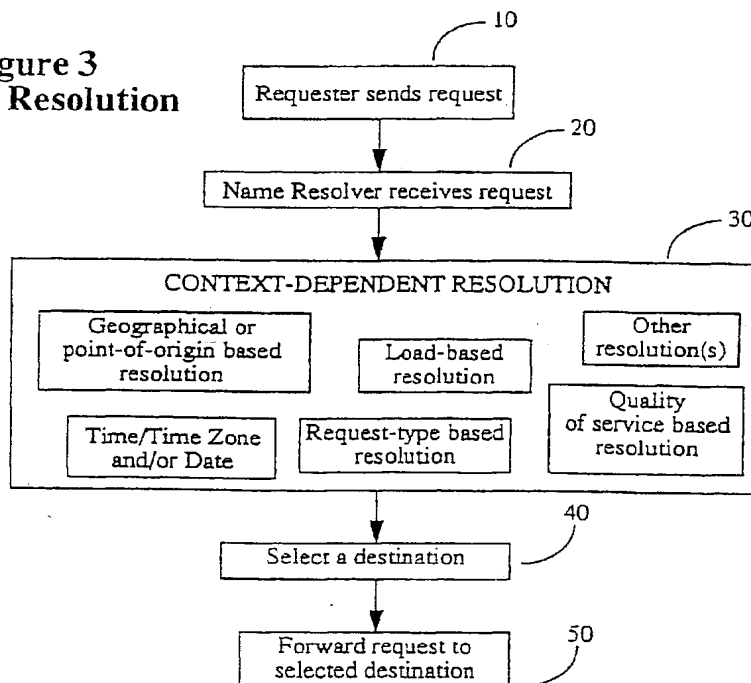 10
gure 3
Resolution
Requester sends request
20
Name Resolver receives request
30
CONTEXT-DEPENDENT RESOLUTION
Geographical or
point-of-origin based
resolution
Load-based
resolution
Other
resolution(s)
Time/Time Zone
and/or Date
Request-type based
resolution
Quality
of service based
resolution
40
Select a destination
50
Forward request to
selected destination